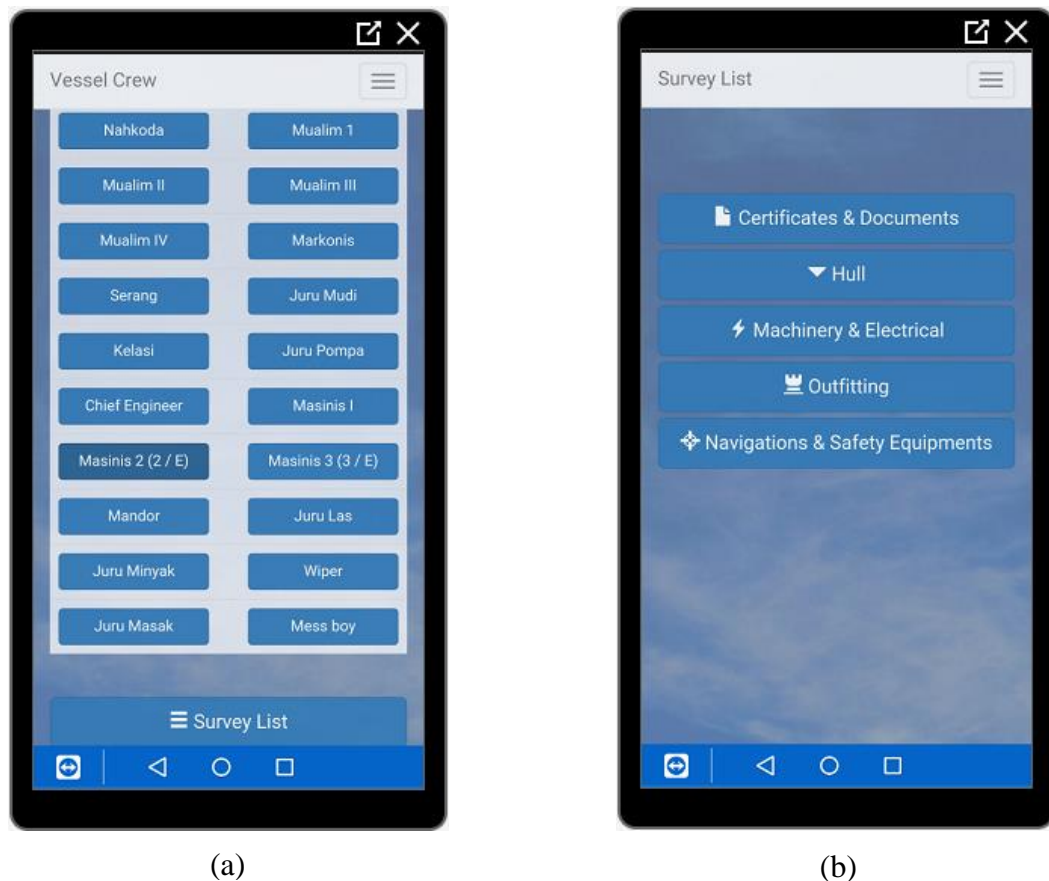 Vessel Crew
Nahkoda
Mualim 1
Mualim II
Mualim III
Mualim IV
Markonis
Serang
Juru Mudi
Kelasi
Juru Pompa
Chief Engineer
Masinis I
Masinis 2 (2 / E)
Masinis 3 (3 / E)
Mandor
Juru Las
Juru Minyak
Wiper
Juru Masak
Mess boy
Survey List
(a)
Survey List
Certificates & Documents
Hull
Machinery & Electrical
Outfitting
Navigations & Safety Equipments
(b)